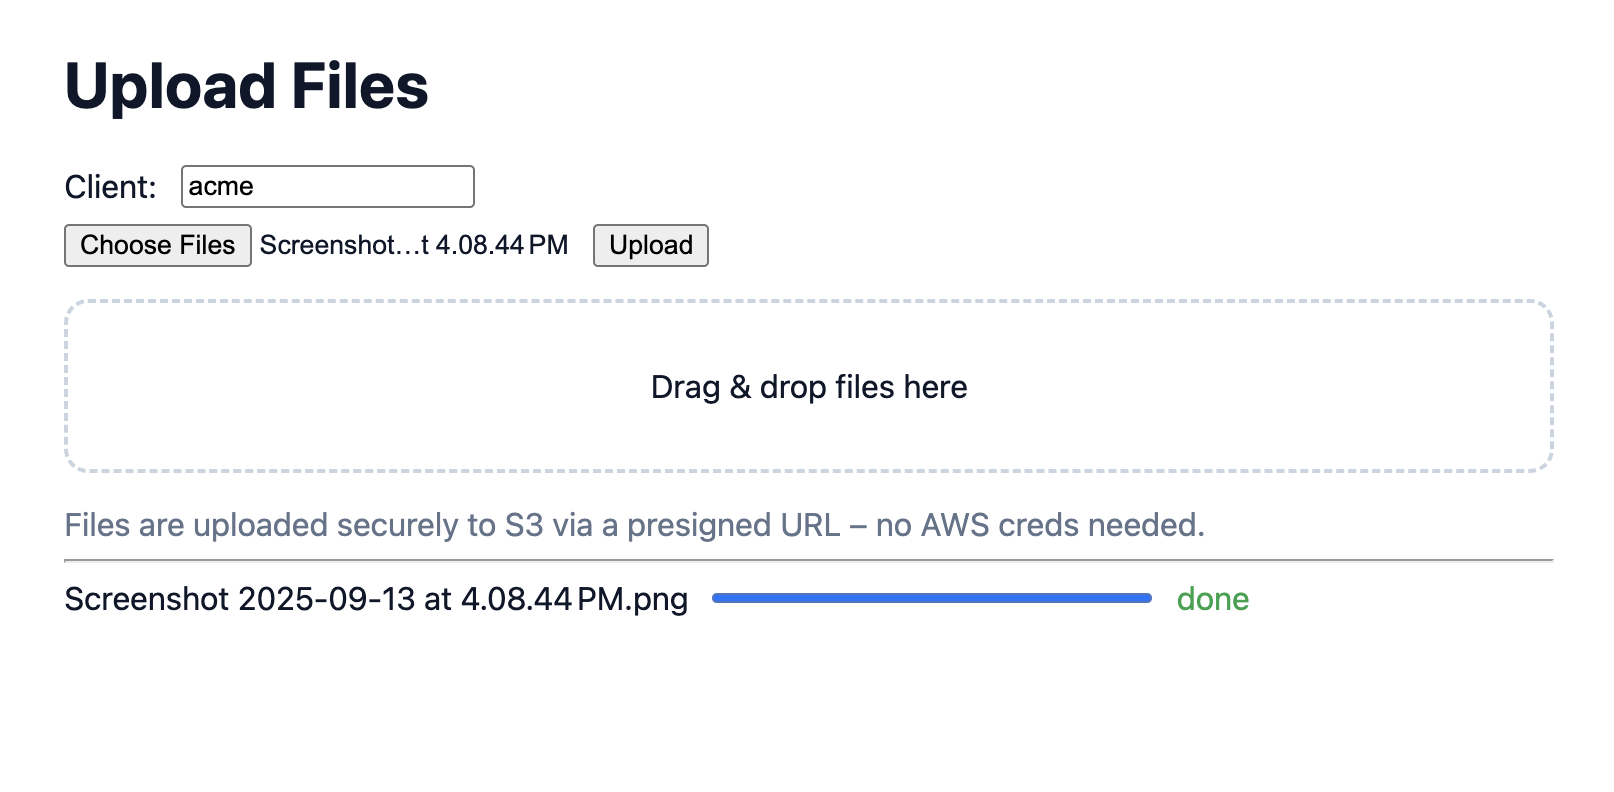 Upload Files
Client: acme
Choose Files Screenshot…t 4.08.44 PM Upload
Drag & drop files here
Files are uploaded securely to S3 via a presigned URL – no AWS creds needed.
Screenshot 2025-09-13 at 4.08.44 PM.png done